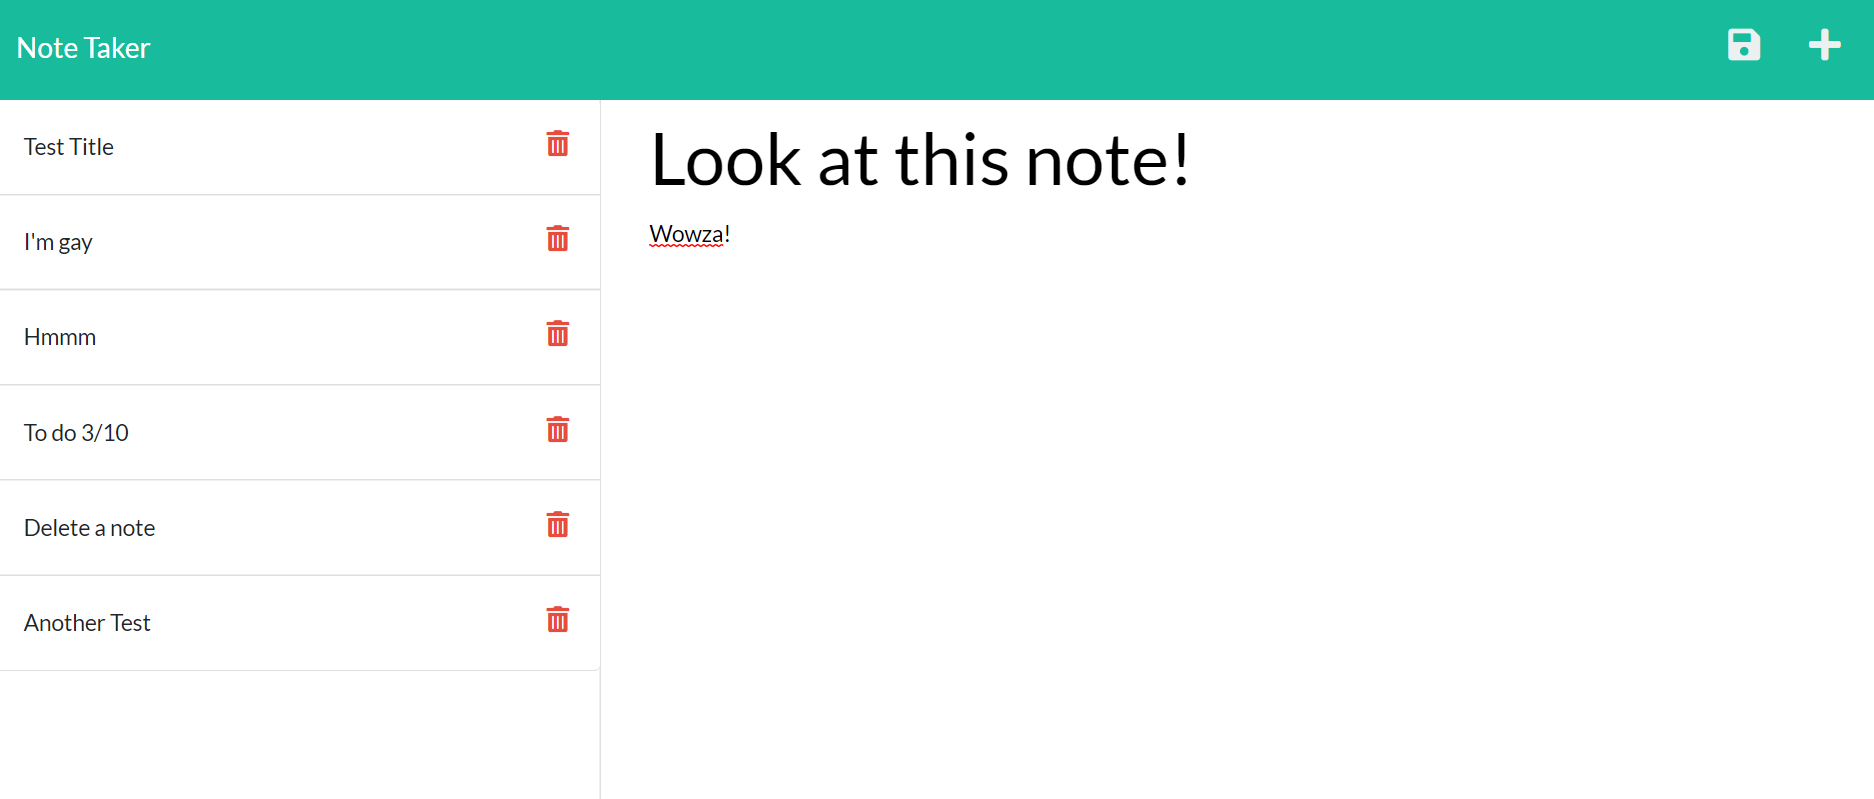 Note Taker
Test Title
I'm gay
Hmmm
To do 3/10
Delete a note
Another Test
Look at this note!
Wowza!